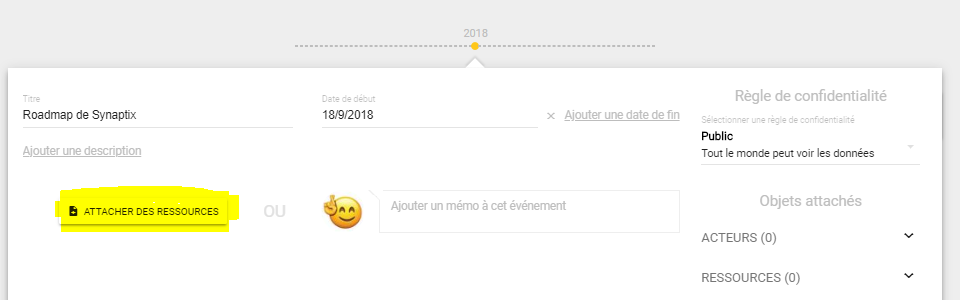 2018
Titre
Roadmap de Synaptix
Date de début
18/9/2018
× Ajouter une date de fin
Ajouter une description
ATTACHER DES RESSOURCES
OU
Ajouter un mémo à cet événement
Règle de confidentialité
Sélectionner une règle de confidentialité
Public
Tout le monde peut voir les données
Objets attachés
ACTEURS (0)
RESSOURCES (0)